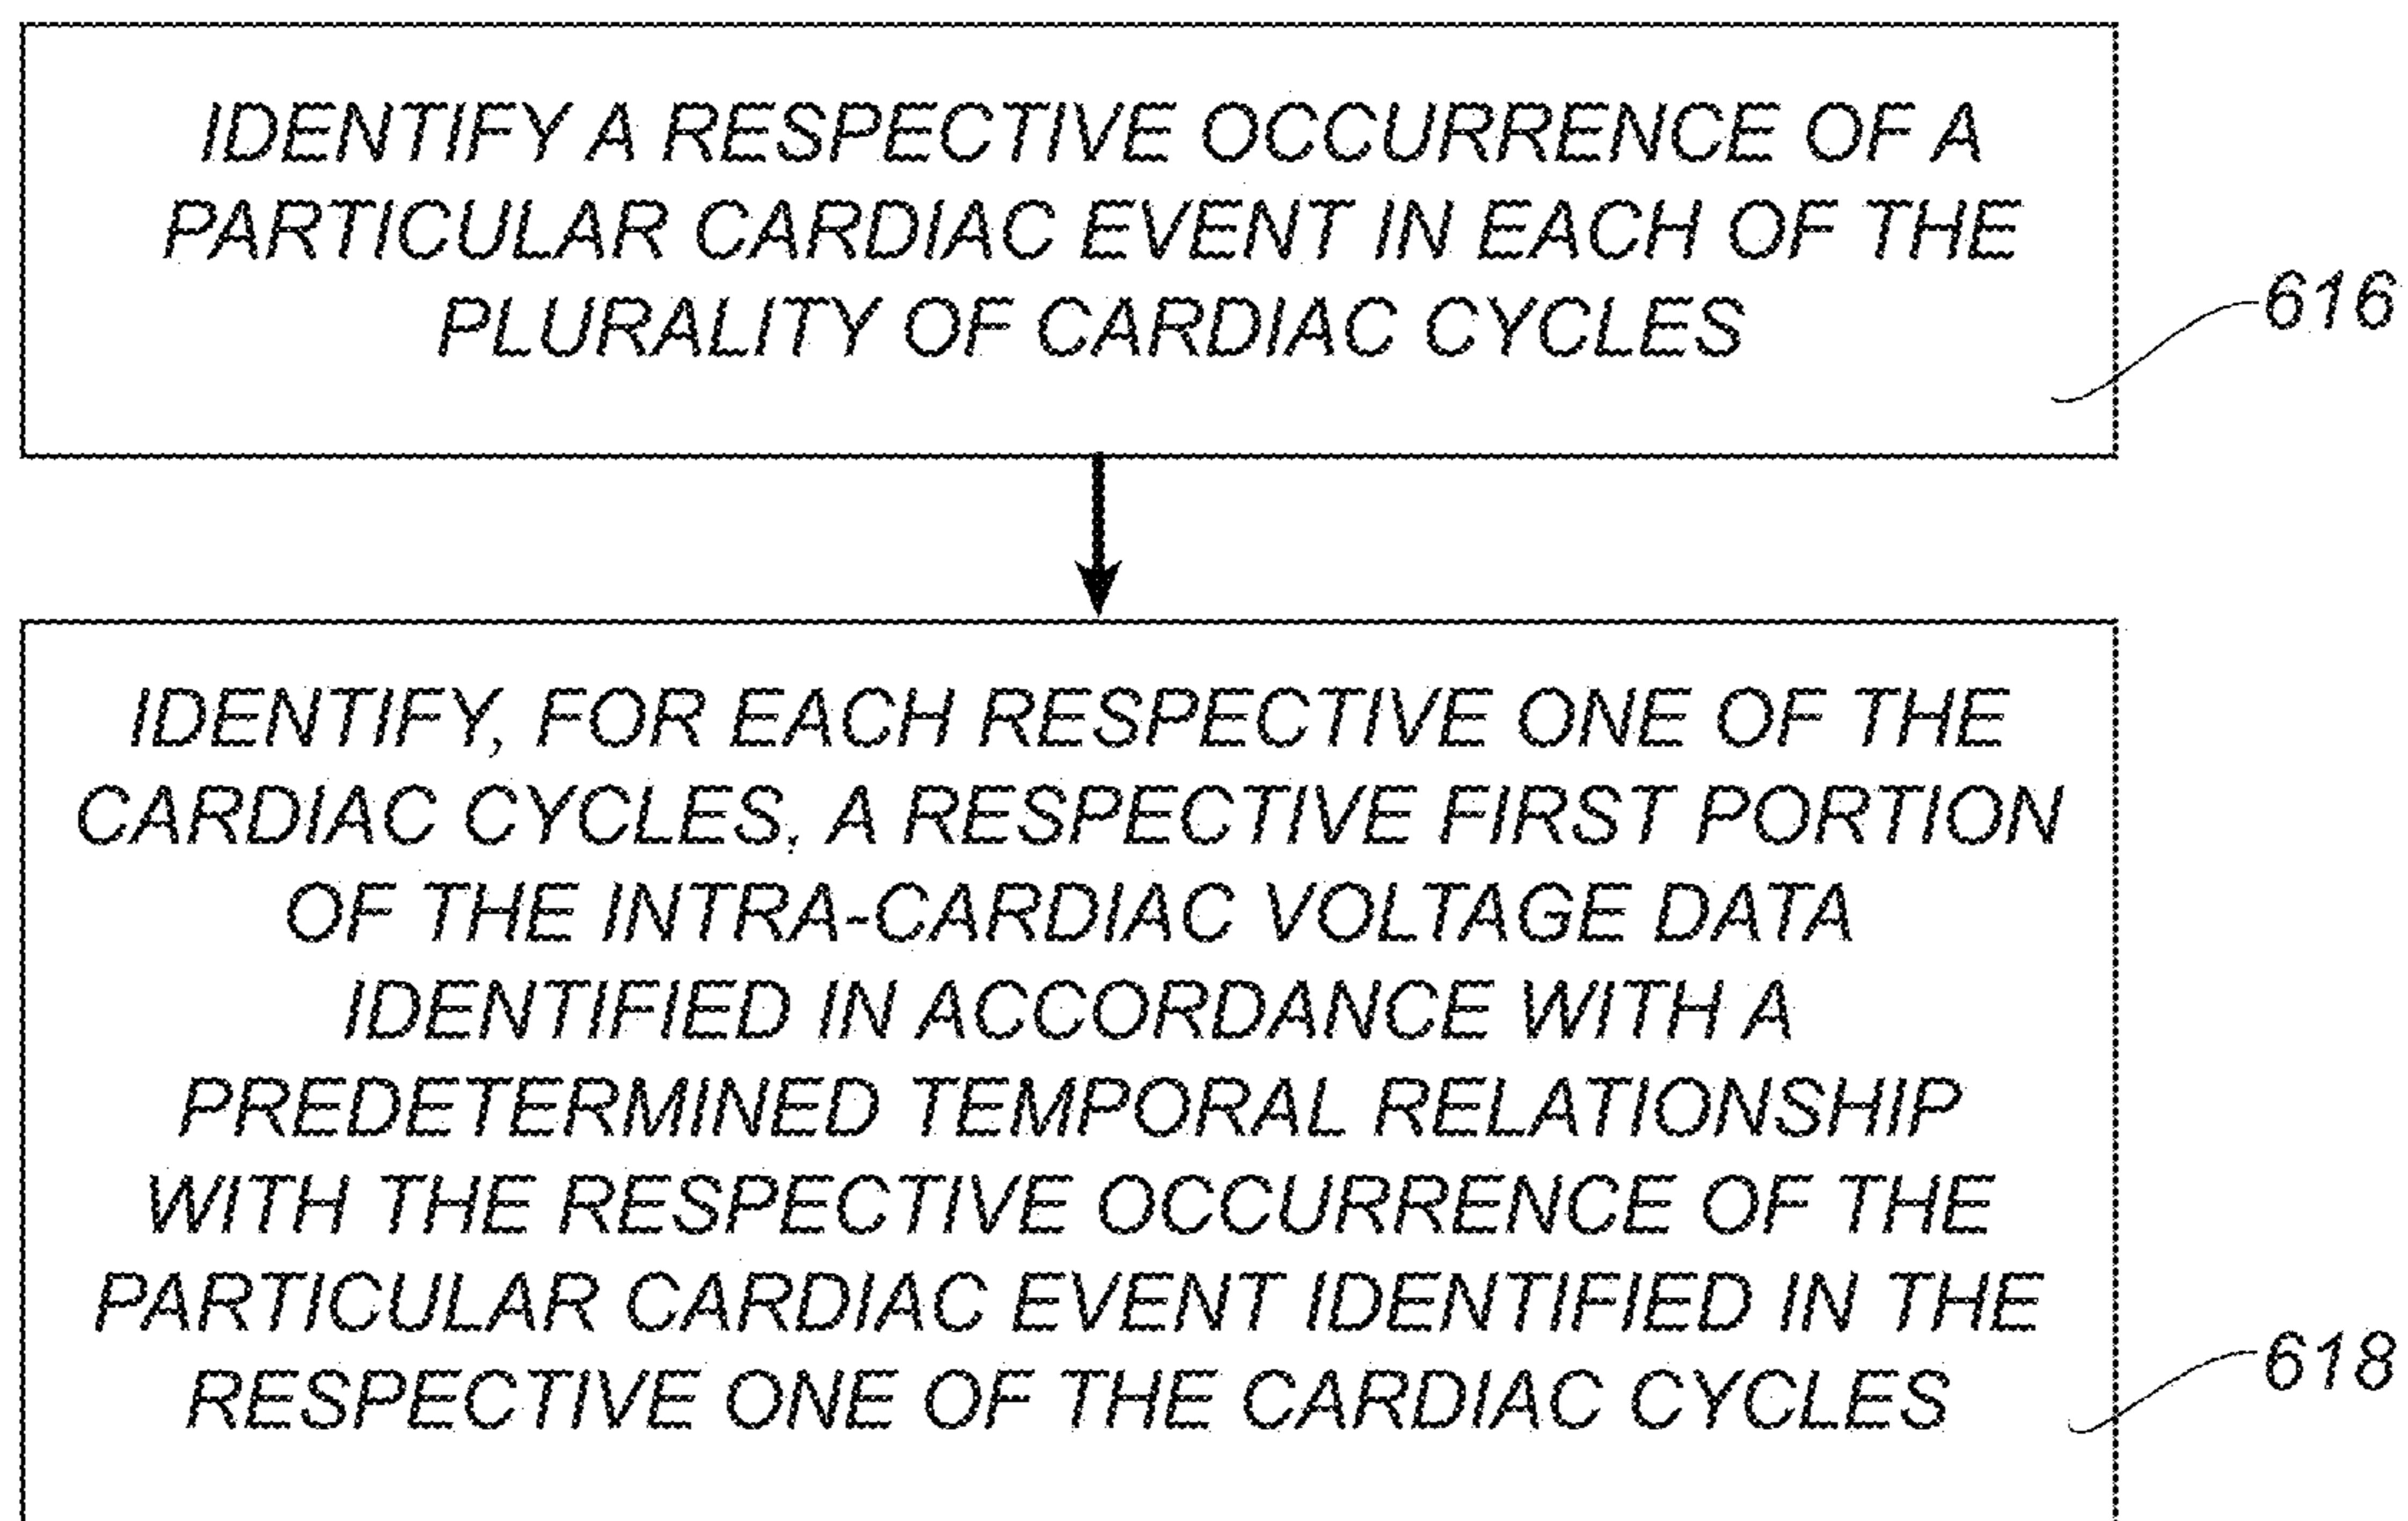 IDENTIFY A RESPECTIVE OCCURRENCE OF A
PARTICULAR CARDIAC EVENT IN EACH OF THE
PLURALITY OF CARDIAC CYCLES
616
IDENTIFY, FOR EACH RESPECTIVE ONE OF THE
CARDIAC CYCLES, A RESPECTIVE FIRST PORTION
OF THE INTRA-CARDIAC VOLTAGE DATA
IDENTIFIED IN ACCORDANCE WITH A
PREDETERMINED TEMPORAL RELATIONSHIP
WITH THE RESPECTIVE OCCURRENCE OF THE
PARTICULAR CARDIAC EVENT IDENTIFIED IN THE
RESPECTIVE ONE OF THE CARDIAC CYCLES
618